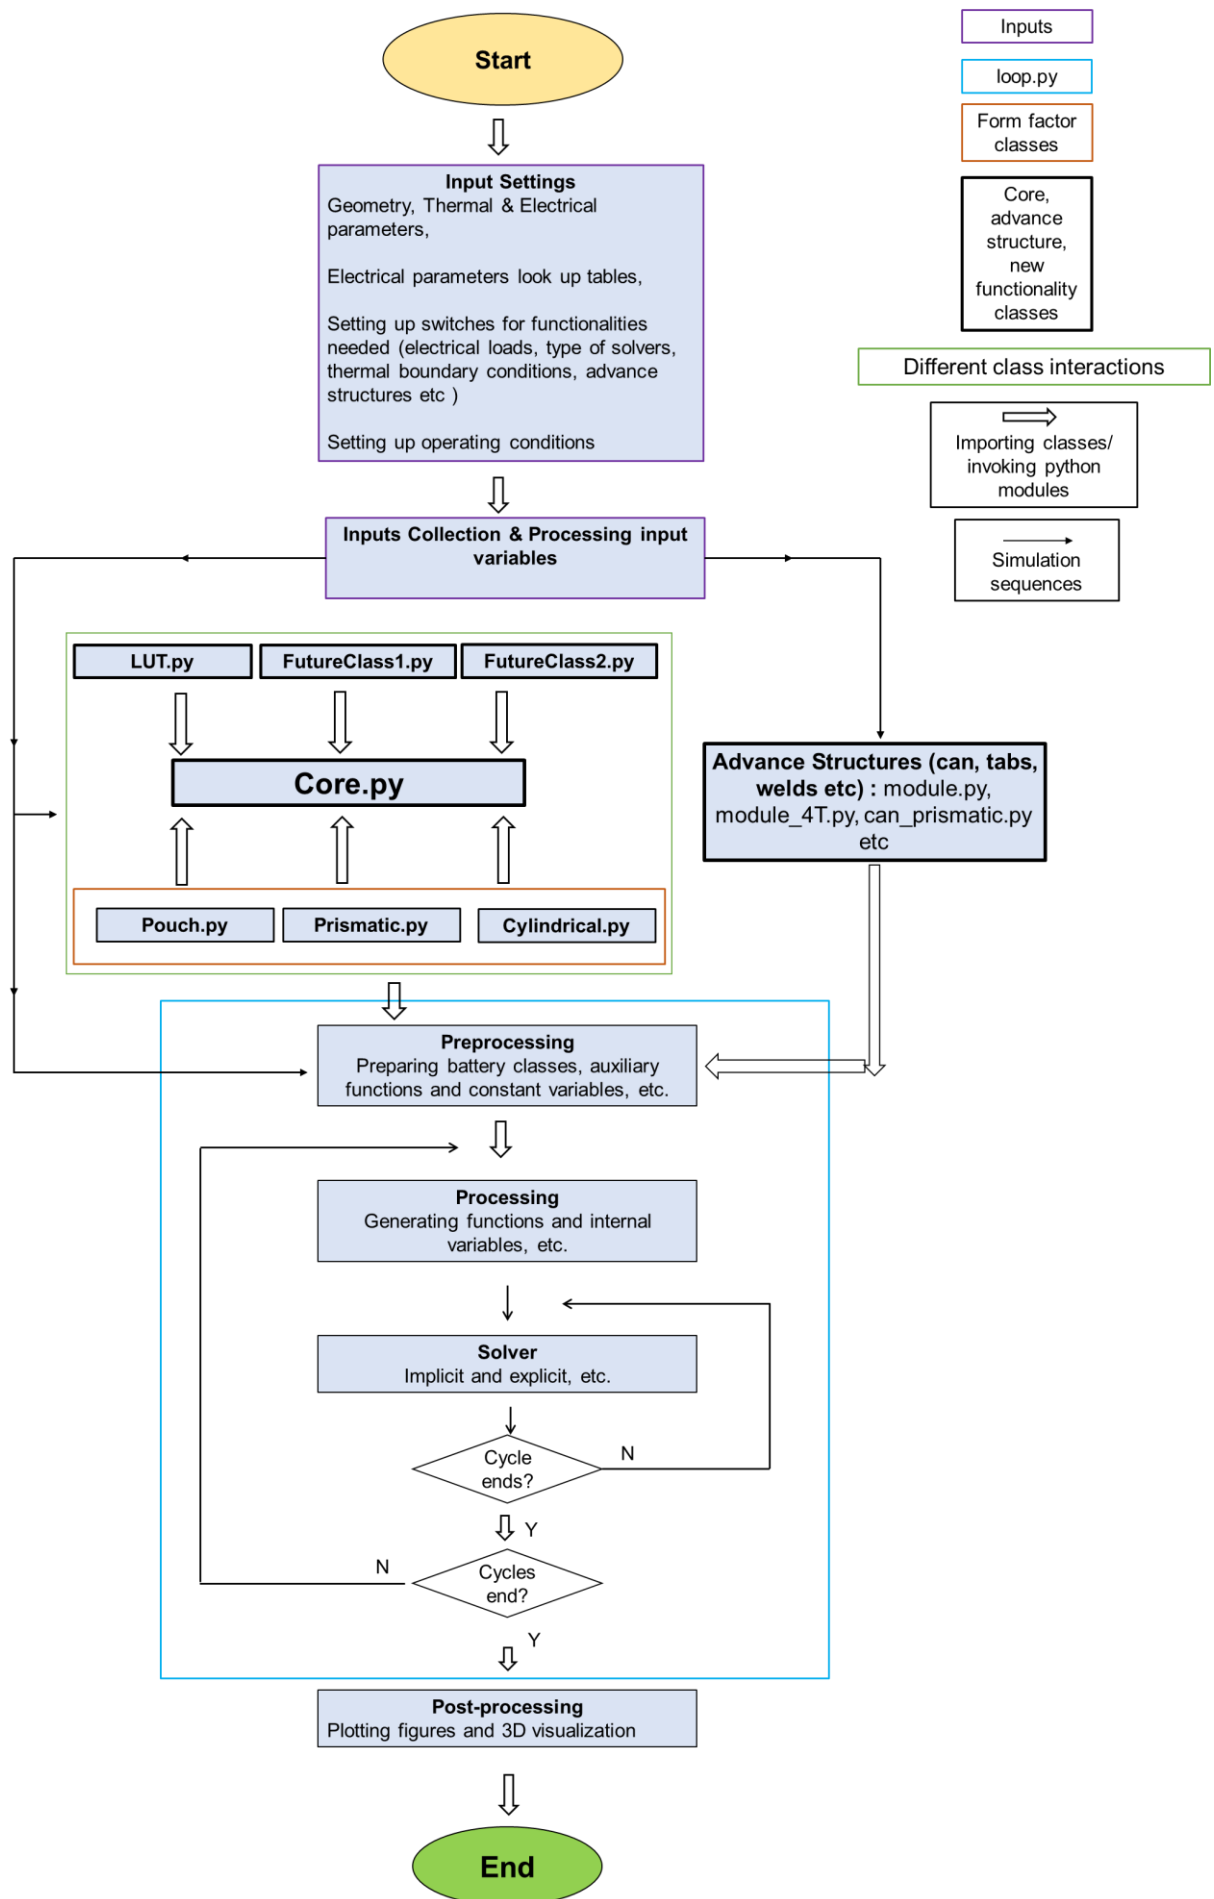 Start
Inputs
loop.py
Form factor
classes
Core,
advance
structure,
new
functionality
classes
Different class interactions
Importing classes/
invoking python
modules
Simulation
sequences
Input Settings
Geometry, Thermal & Electrical
parameters,
Electrical parameters look up tables,
Setting up switches for functionalities
needed (electrical loads, type of solvers,
thermal boundary conditions, advance
structures etc )
Setting up operating conditions
Inputs Collection & Processing input
variables
LUT.py
FutureClass1.py
FutureClass2.py
Core.py
Pouch.py
Prismatic.py
Cylindrical.py
Advance Structures (can, tabs,
welds etc) : module.py,
module_4T.py, can_prismatic.py
etc
Preprocessing
Preparing battery classes, auxiliary
functions and constant variables, etc.
Processing
Generating functions and internal
variables, etc.
Solver
Implicit and explicit, etc.
Cycle
ends?
N
Y
Cycles
end?
N
Y
Post-processing
Plotting figures and 3D visualization
End